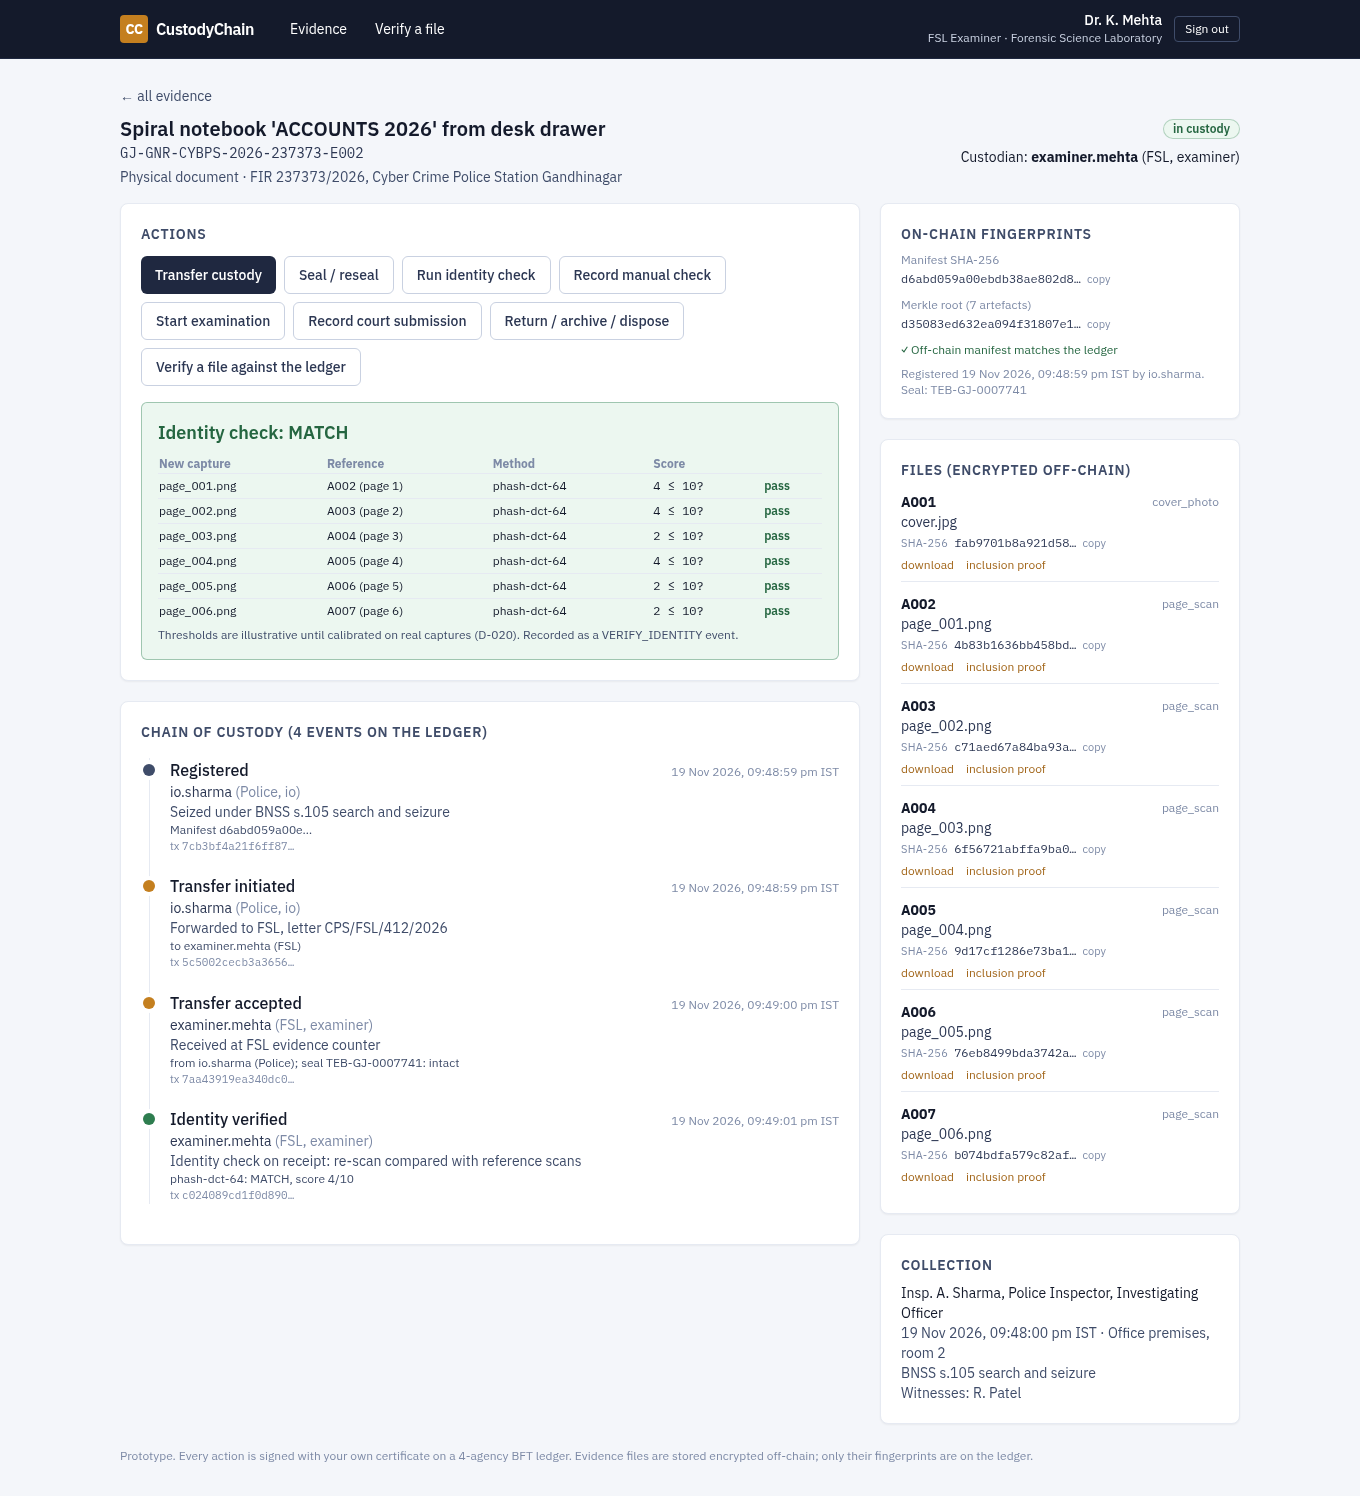 CC CustodyChain Evidence Verify a file
Dr. K. Mehta
FSL Examiner · Forensic Science Laboratory
Sign out
← all evidence
Spiral notebook 'ACCOUNTS 2026' from desk drawer
in custody
GJ-GNR-CYBPS-2026-237373-E002
Custodian: examiner.mehta (FSL, examiner)
Physical document · FIR 237373/2026, Cyber Crime Police Station Gandhinagar
ACTIONS
Transfer custody Seal / reseal Run identity check Record manual check
Start examination Record court submission Return / archive / dispose
Verify a file against the ledger
Identity check: MATCH
New capture Reference Method Score
page_001.png A002 (page 1) phash-dct-64 4 ≤ 10? pass
page_002.png A003 (page 2) phash-dct-64 4 ≤ 10? pass
page_003.png A004 (page 3) phash-dct-64 2 ≤ 10? pass
page_004.png A005 (page 4) phash-dct-64 4 ≤ 10? pass
page_005.png A006 (page 5) phash-dct-64 2 ≤ 10? pass
page_006.png A007 (page 6) phash-dct-64 2 ≤ 10? pass
Thresholds are illustrative until calibrated on real captures (D-020). Recorded as a VERIFY_IDENTITY event.
CHAIN OF CUSTODY (4 EVENTS ON THE LEDGER)
Registered 19 Nov 2026, 09:48:59 pm IST
io.sharma (Police, io)
Seized under BNSS s.105 search and seizure
Manifest d6abd059a00e…
tx 7cb3bf4a21f6ff87…
Transfer initiated 19 Nov 2026, 09:48:59 pm IST
io.sharma (Police, io)
Forwarded to FSL, letter CPS/FSL/412/2026
to examiner.mehta (FSL)
tx 5c5002cecb3a3656…
Transfer accepted 19 Nov 2026, 09:49:00 pm IST
examiner.mehta (FSL, examiner)
Received at FSL evidence counter
from io.sharma (Police); seal TEB-GJ-0007741: intact
tx 7aa43919ea340dc0…
Identity verified 19 Nov 2026, 09:49:01 pm IST
examiner.mehta (FSL, examiner)
Identity check on receipt: re-scan compared with reference scans
phash-dct-64: MATCH, score 4/10
tx c024089cd1f0d890…
ON-CHAIN FINGERPRINTS
Manifest SHA-256
d6abd059a00ebdb38ae802d8… copy
Merkle root (7 artefacts)
d35083ed632ea094f31807e1… copy
✓ Off-chain manifest matches the ledger
Registered 19 Nov 2026, 09:48:59 pm IST by io.sharma.
Seal: TEB-GJ-0007741
FILES (ENCRYPTED OFF-CHAIN)
A001 cover_photo
cover.jpg
SHA-256 fab9701b8a921d58… copy
download inclusion proof
A002 page_scan
page_001.png
SHA-256 4b83b1636bb458bd… copy
download inclusion proof
A003 page_scan
page_002.png
SHA-256 c71aed67a84ba93a… copy
download inclusion proof
A004 page_scan
page_003.png
SHA-256 6f56721abffa9ba0… copy
download inclusion proof
A005 page_scan
page_004.png
SHA-256 9d17cf1286e73ba1… copy
download inclusion proof
A006 page_scan
page_005.png
SHA-256 76eb8499bda3742a… copy
download inclusion proof
A007 page_scan
page_006.png
SHA-256 b074bdfa579c82af… copy
download inclusion proof
COLLECTION
Insp. A. Sharma, Police Inspector, Investigating
Officer
19 Nov 2026, 09:48:00 pm IST · Office premises,
room 2
BNSS s.105 search and seizure
Witnesses: R. Patel
Prototype. Every action is signed with your own certificate on a 4-agency BFT ledger. Evidence files are stored encrypted off-chain; only their fingerprints are on the ledger.